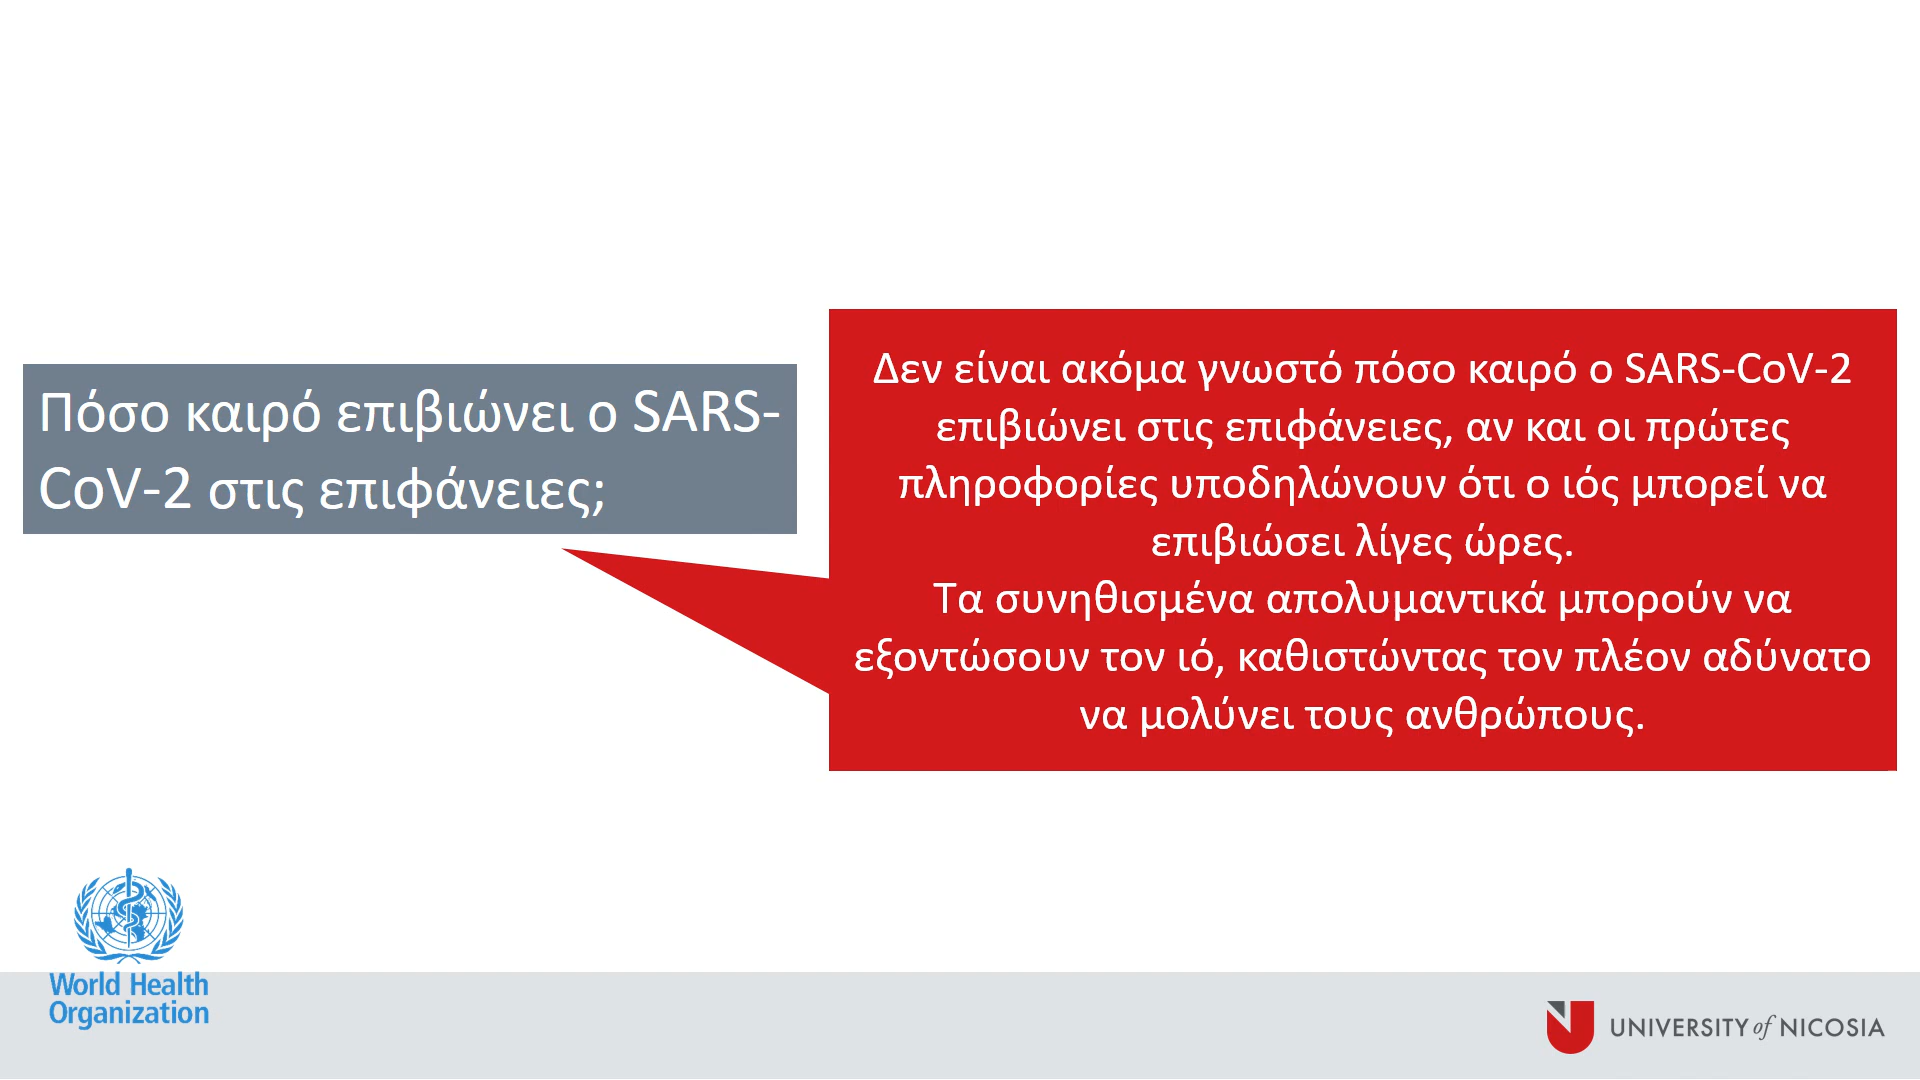 Πόσο καιρό επιβιώνει ο SARS-
CoV-2 στις επιφάνειες;
Δεν είναι ακόμα γνωστό πόσο καιρό ο SARS-CoV-2
επιβιώνει στις επιφάνειες, αν και οι πρώτες
πληροφορίες υποδηλώνουν ότι ο ιός μπορεί να
επιβιώσει λίγες ώρες.
Τα συνηθισμένα απολυμαντικά μπορούν να
εξοντώσουν τον ιό, καθιστώντας τον πλέον αδύνατο
να μολύνει τους ανθρώπους.
World Health
Organization
UNIVERSITY of NICOSIA